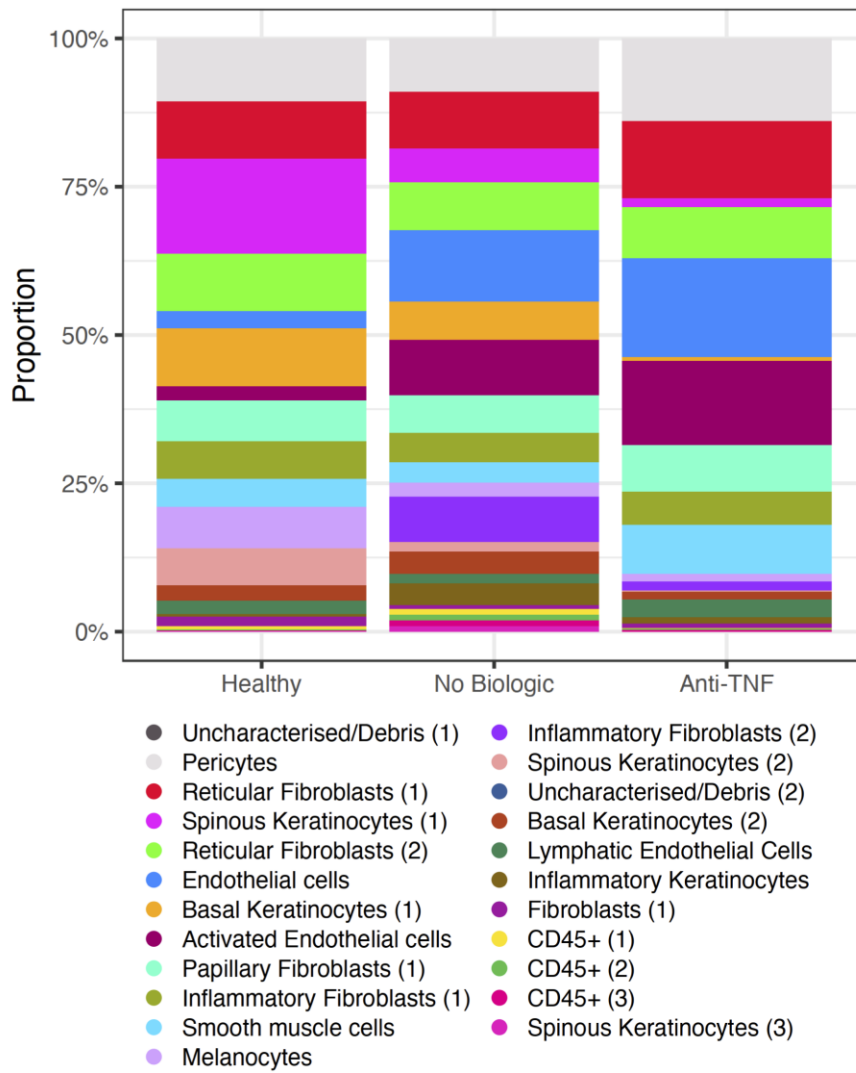 100%
75%
50%
25%
0%
Proportion
Healthy
No Biologic
Anti-TNF
Uncharacterised/Debris (1)
Pericytes
Reticular Fibroblasts (1)
Spinous Keratinocytes (1)
Reticular Fibroblasts (2)
Endothelial cells
Basal Keratinocytes (1)
Activated Endothelial cells
Papillary Fibroblasts (1)
Inflammatory Fibroblasts (1)
Smooth muscle cells
Melanocytes
Inflammatory Fibroblasts (2)
Spinous Keratinocytes (2)
Uncharacterised/Debris (2)
Basal Keratinocytes (2)
Lymphatic Endothelial Cells
Inflammatory Keratinocytes
Fibroblasts (1)
CD45+ (1)
CD45+ (2)
CD45+ (3)
Spinous Keratinocytes (3)